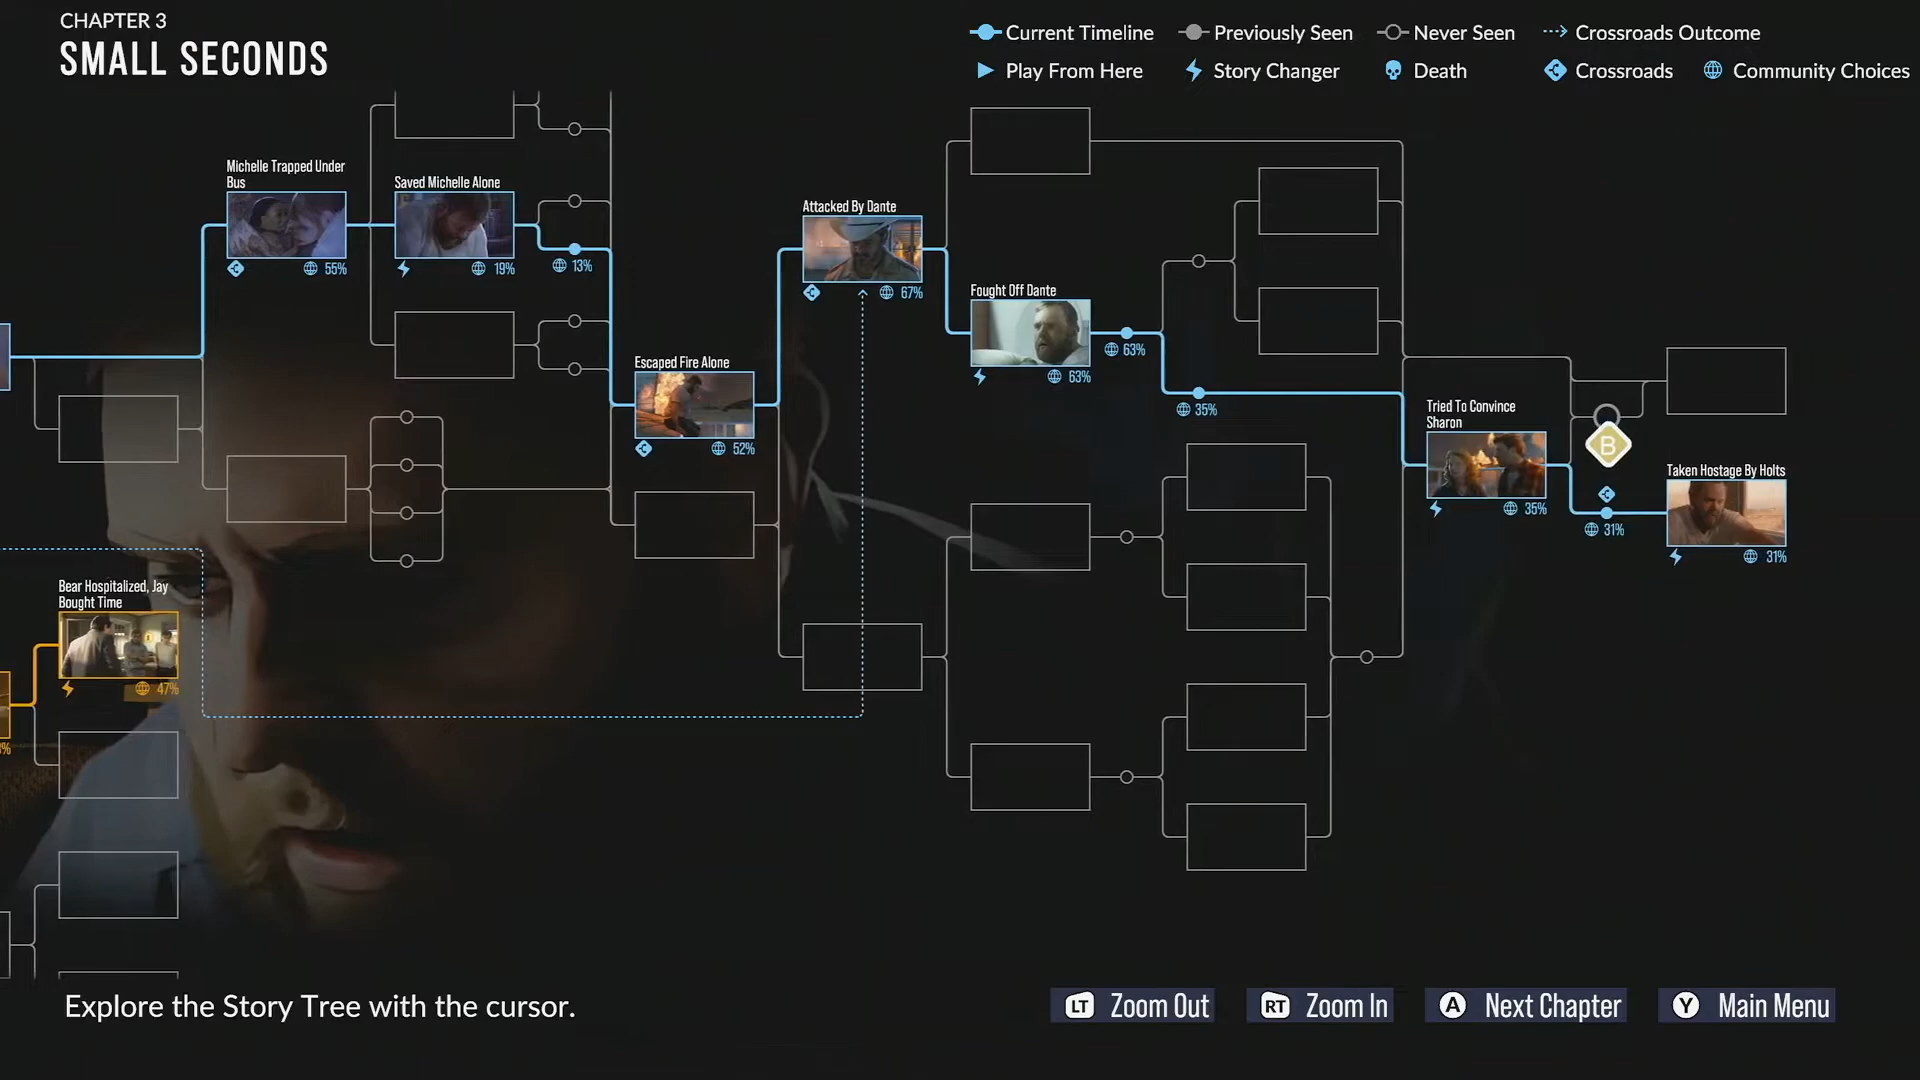 CHAPTER 3
SMALL SECONDS
Current Timeline
Previously Seen
Never Seen
Crossroads Outcome
Play From Here
Story Changer
Death
Crossroads
Community Choices
Michelle Trapped Under
Bus
55%
Saved Michelle Alone
19%
13%
Escaped Fire Alone
52%
Attacked By Dante
67%
Fought Off Dante
63%
63%
35%
Tried To Convince
Sharon
35%
B
31%
Taken Hostage By Holts
31%
Bear Hospitalized, Jay
Bought Time
47%
Explore the Story Tree with the cursor.
LT Zoom Out
RT Zoom In
A Next Chapter
Y Main Menu